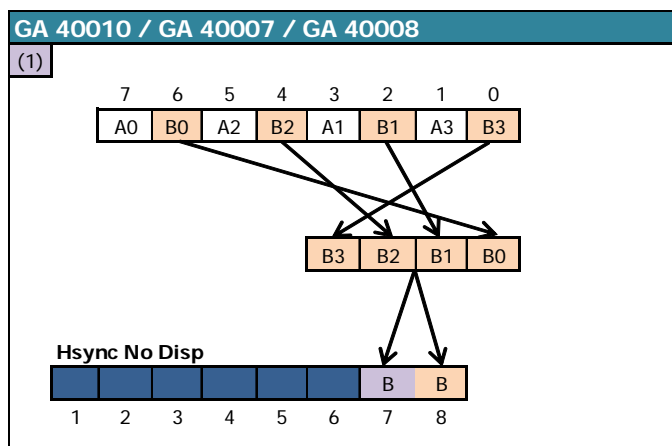 GA 40010 / GA 40007 / GA 40008
(1)
7 6 5 4 3 2 1 0
A0 B0 A2 B2 A1 B1 A3 B3
B3 B2 B1 B0
Hsync No Disp
B B
1 2 3 4 5 6 7 8